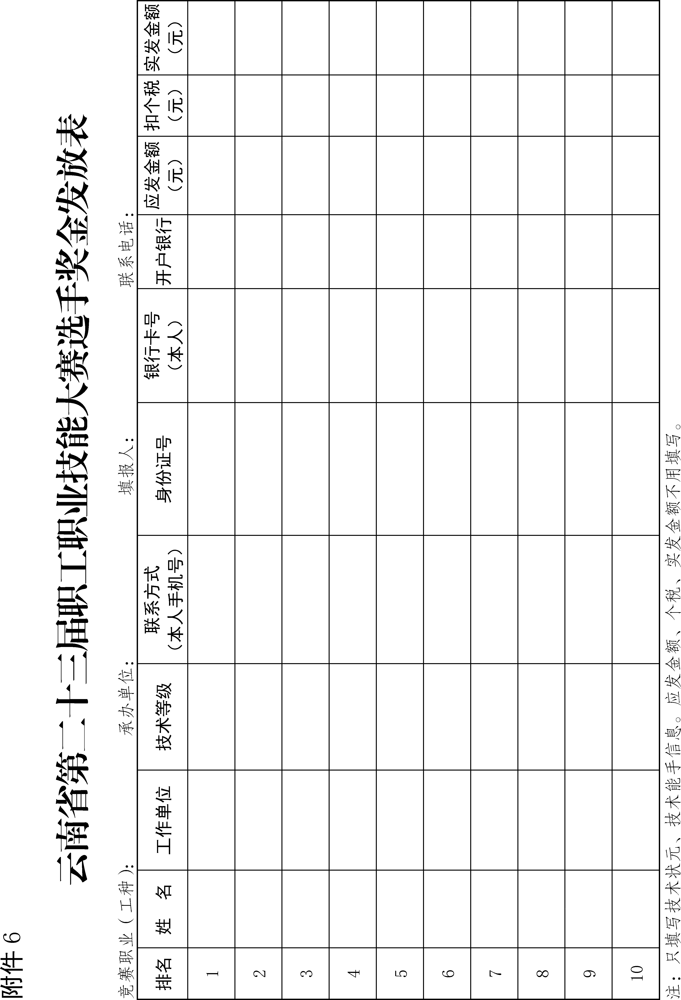 附件 6
云南省第二十三届职工职业技能大赛选手奖金发放表
竞赛职业（工种）： 承办单位： 填报人： 联系电话：
排名 姓 名 工作单位 技术等级 联系方式（本人手机号） 身份证号 银行卡号（本人） 开户银行 应发金额（元） 扣个税（元） 实发金额（元）
1
2
3
4
5
6
7
8
9
10
注：只填写技术状元、技术能手信息。应发金额、个税、实发金额不用填写。